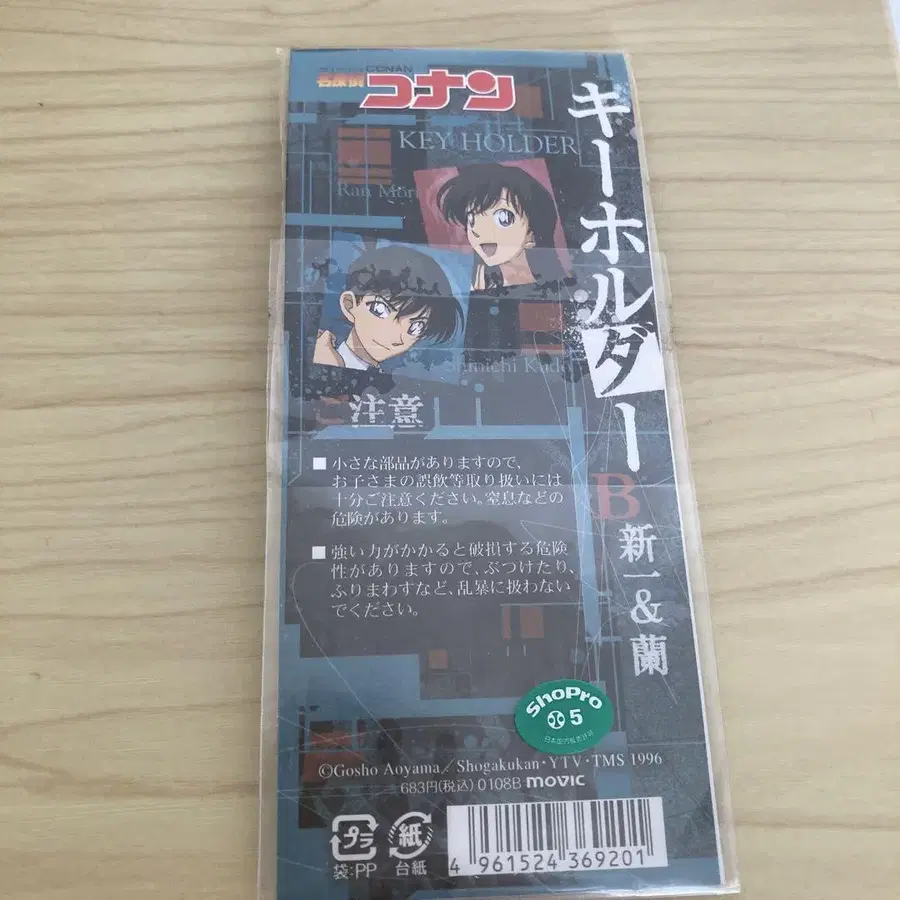 CONAN
名探偵
コナン
KEY HOLDER
Ran Mori
Shinichi Kudo
キーホルダー
B
新一&蘭
ご注意
■ 小さな部品がありますので、
お子さまの誤飲等取り扱いには
十分ご注意ください。窒息などの
危険があります。
■ 強い力がかかると破損する危険
性がありますので、ぶつけたり、
ふりまわすなど、乱暴に扱わない
でください。
ShoPro
5
©Gosho Aoyama/Shogakukan・YTV・TMS 1996
683円(税込) 0108B movic
プラ
袋:PP
紙
台紙
4 961524 369201